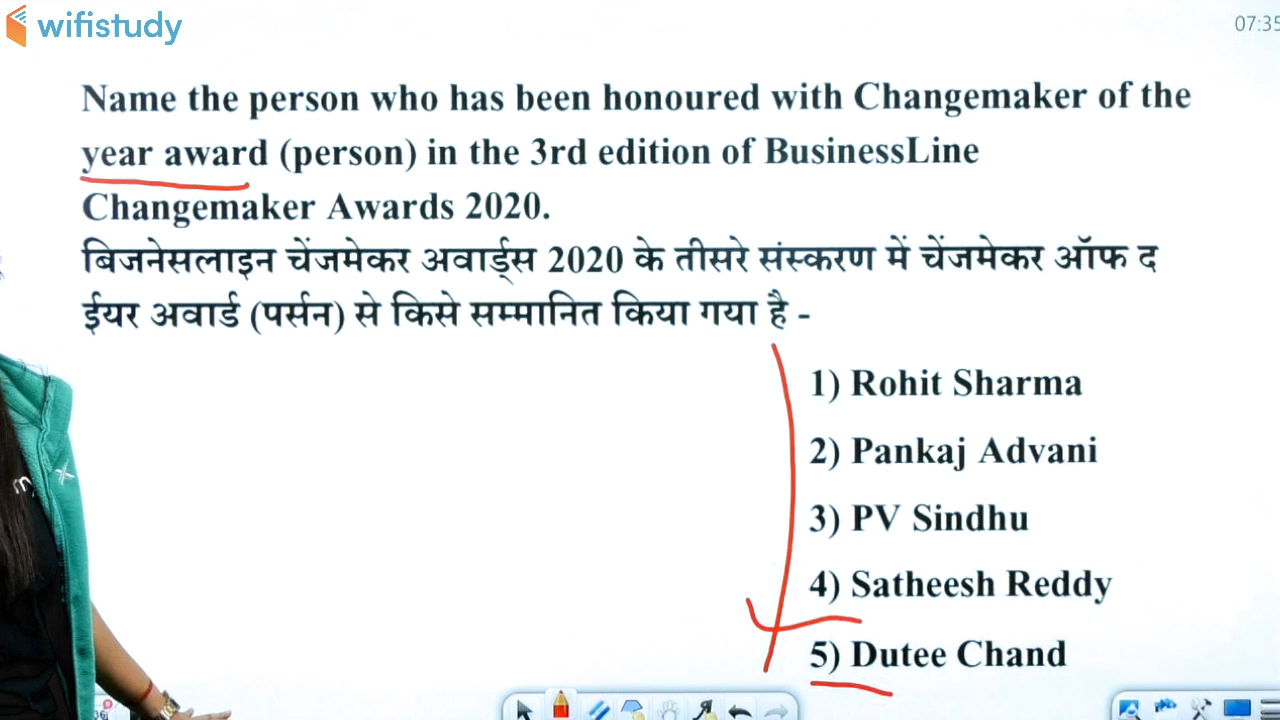 wifistudy
07:35
Name the person who has been honoured with Changemaker of the
year award (person) in the 3rd edition of BusinessLine
Changemaker Awards 2020.
बिजनेसलाइन चेंजमेकर अवार्ड्स 2020 के तीसरे संस्करण में चेंजमेकर ऑफ द
ईयर अवार्ड (पर्सन) से किसे सम्मानित किया गया है -
1) Rohit Sharma
2) Pankaj Advani
3) PV Sindhu
4) Satheesh Reddy
5) Dutee Chand